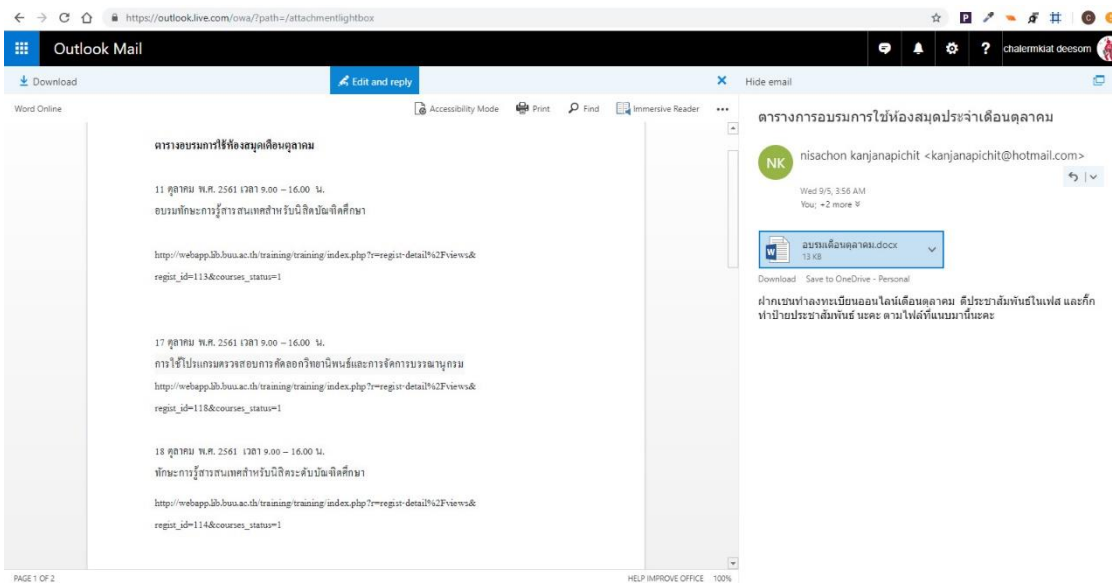 https://outlook.live.com/owa/?path=/attachmentlightbox
Outlook Mail
chalermkiat deesom
Download
Edit and reply
Hide email
Word Online
Accessibility Mode
Print
Find
Immersive Reader
ตารางอบรมการใช้ห้องสมุดเดือนตุลาคม
11 ตุลาคม พ.ศ. 2561 เวลา 9.00 – 16.00 น.
อบรมทักษะการรู้สารสนเทศสำหรับนิสิตบัณฑิตศึกษา
http://webapp.lib.buu.ac.th/training/training/index.php?r=regist-detail%2Fviews&
regist_id=113&courses_status=1
17 ตุลาคม พ.ศ. 2561 เวลา 9.00 – 16.00 น.
การใช้โปรแกรมตรวจสอบการคัดลอกวิทยานิพนธ์และการจัดการบรรณานุกรม
http://webapp.lib.buu.ac.th/training/training/index.php?r=regist-detail%2Fviews&
regist_id=118&courses_status=1
18 ตุลาคม พ.ศ. 2561 เวลา 9.00 – 16.00 น.
ทักษะการรู้สารสนเทศสำหรับนิสิตระดับบัณฑิตศึกษา
http://webapp.lib.buu.ac.th/training/training/index.php?r=regist-detail%2Fviews&
regist_id=114&courses_status=1
PAGE 1 OF 2
HELP IMPROVE OFFICE 100%
ตารางการอบรมการใช้ห้องสมุดประจำเดือนตุลาคม
NK
nisachon kanjanapichit <kanjanapichit@hotmail.com>
Wed 9/5, 3:56 AM
You; +2 more
อบรมเดือนตุลาคม.docx
13 KB
Download Save to OneDrive - Personal
ฝากเชนทำลงทะเบียนออนไลน์เดือนตุลาคม ดีประชาสัมพันธ์ในเฟส และกิ๊ก
ทำป้ายประชาสัมพันธ์ นะคะ ตามไฟล์ที่แนบมานี้นะคะ